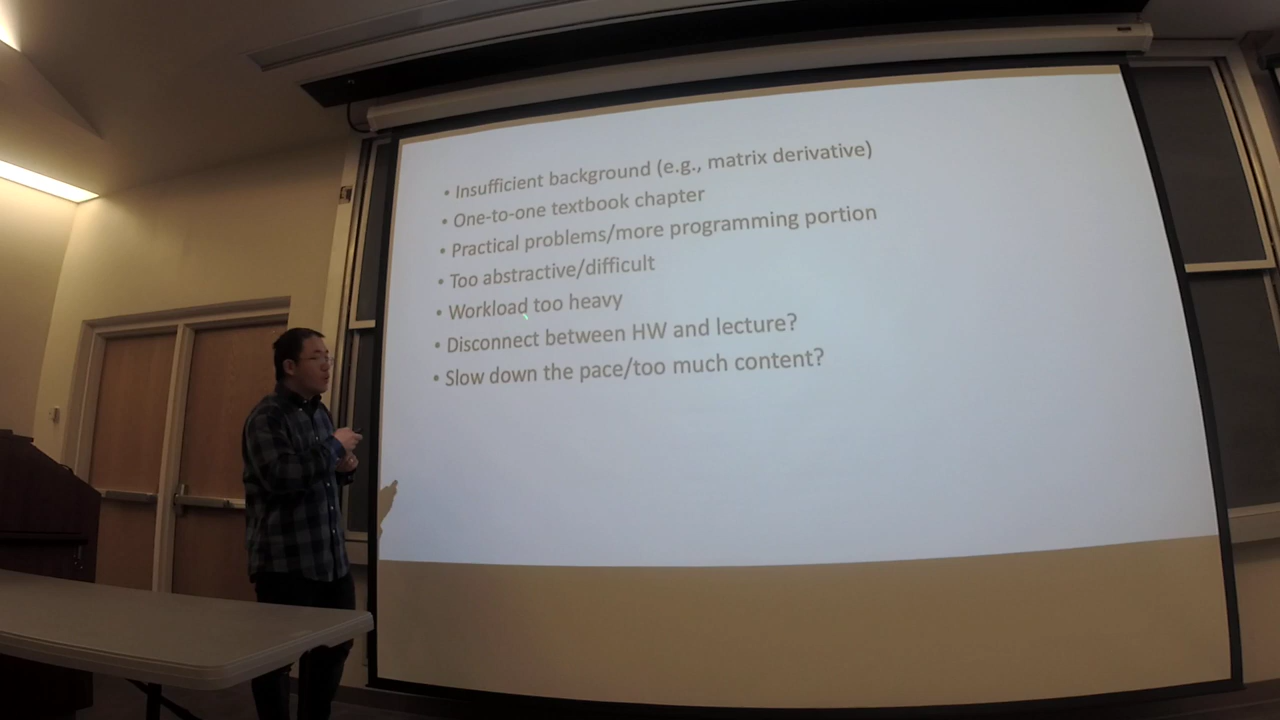 • Insufficient background (e.g., matrix derivative)
• One-to-one textbook chapter
• Practical problems/more programming portion
• Too abstractive/difficult
• Workload too heavy
• Disconnect between HW and lecture?
• Slow down the pace/too much content?